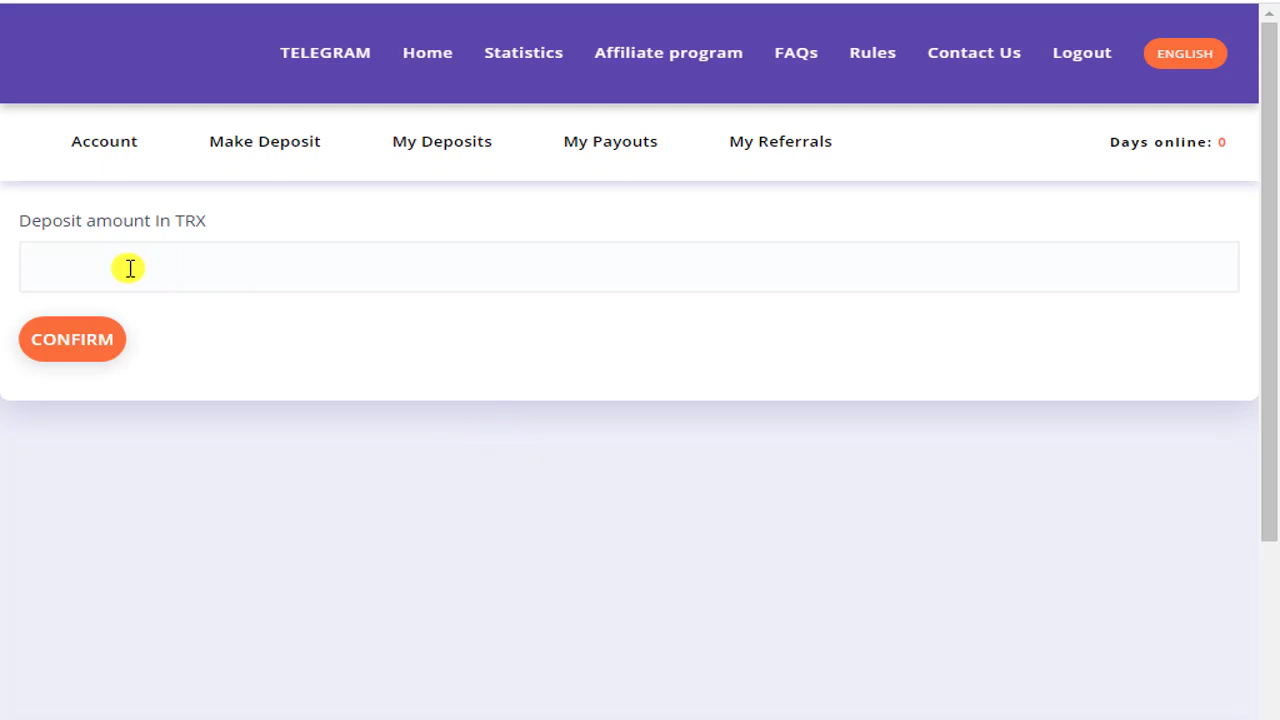 TELEGRAM Home Statistics Affiliate program FAQs Rules Contact Us Logout ENGLISH
Account Make Deposit My Deposits My Payouts My Referrals Days online: 0
Deposit amount In TRX
CONFIRM